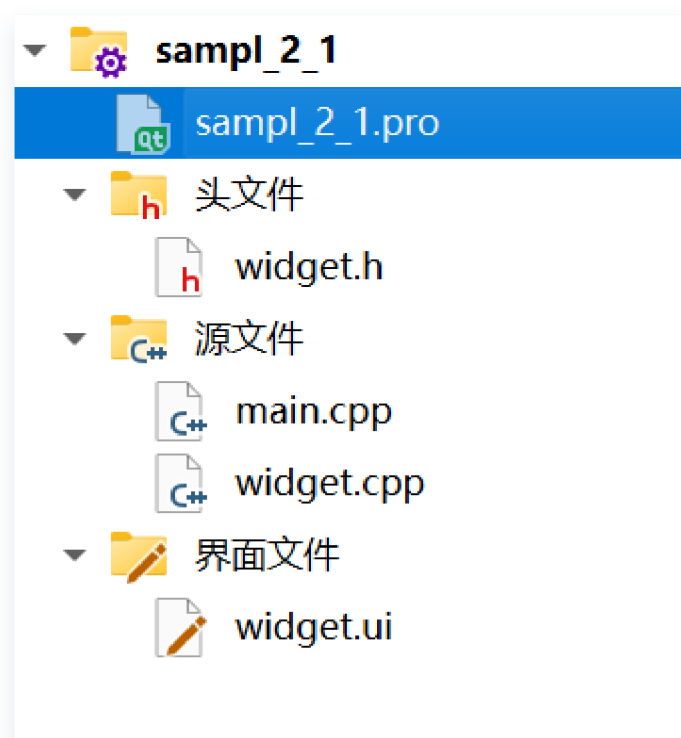 sampl_2_1
sampl_2_1.pro
头文件
widget.h
源文件
main.cpp
widget.cpp
界面文件
widget.ui